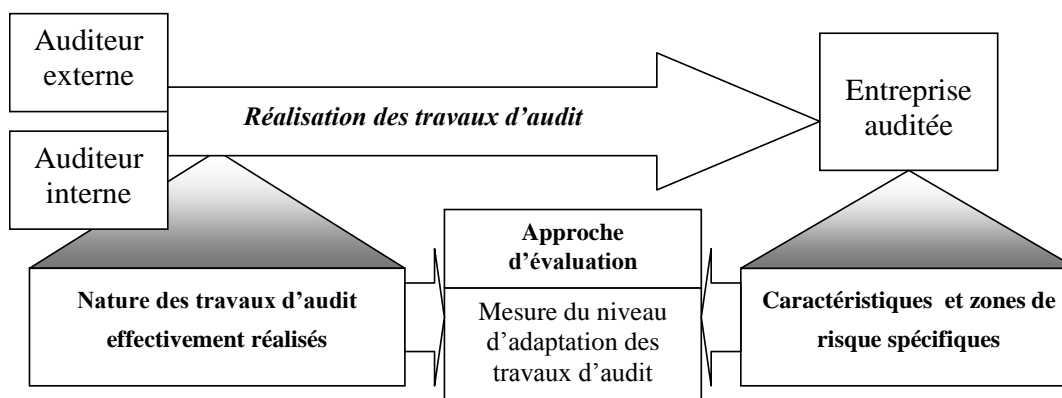 Auditeur
externe
Réalisation des travaux d’audit
Entreprise
auditée
Auditeur
interne
Approche
d’évaluation
Nature des travaux d’audit
effectivement réalisés
Mesure du niveau
d’adaptation des
travaux d’audit
Caractéristiques et zones de
risque spécifiques